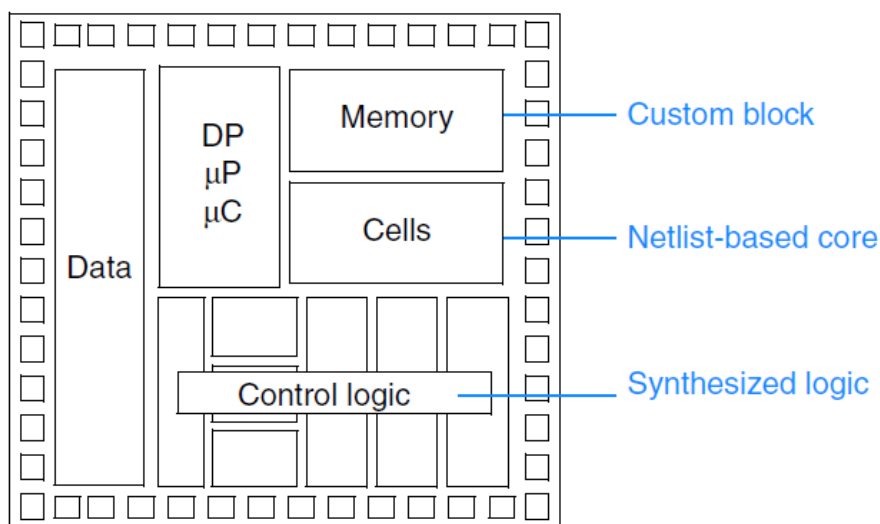 Data
DP
μP
μC
Memory
Custom block
Cells
Netlist-based core
Control logic
Synthesized logic